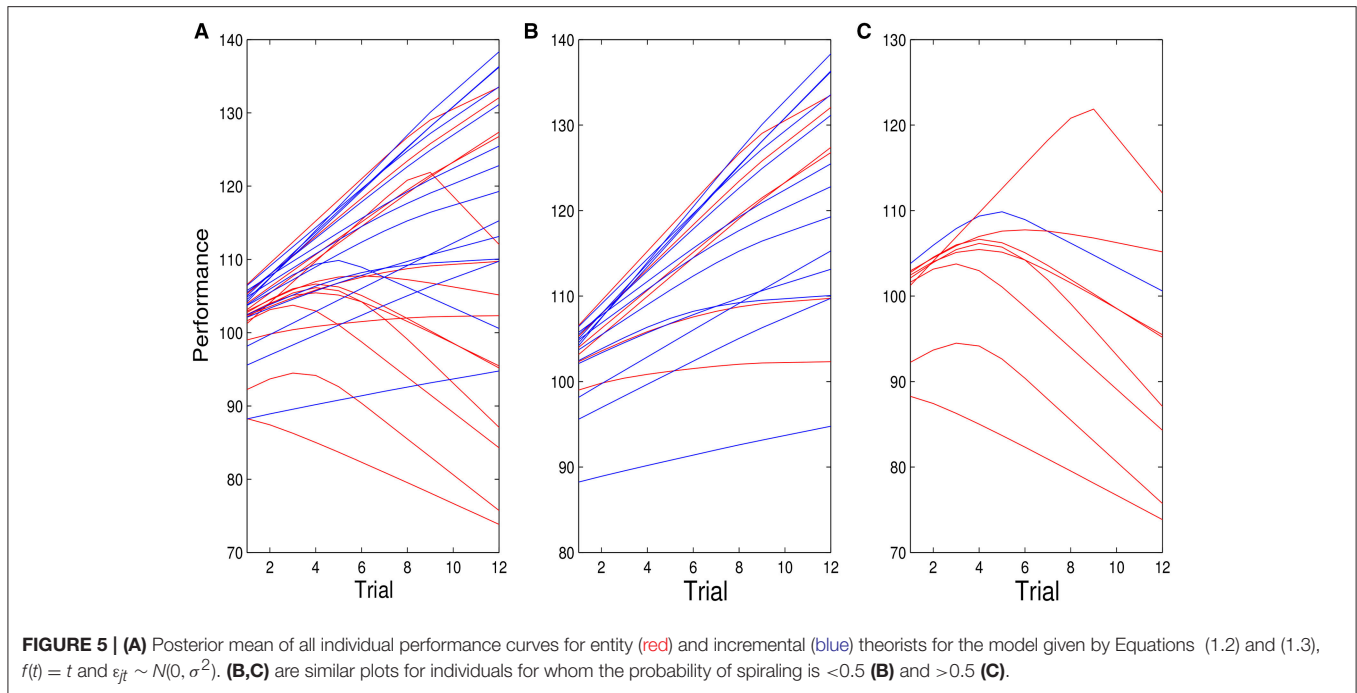 A
B
C
140
130
120
110
100
90
80
70
Performance
2 4 6 8 10 12
Trial
140
130
120
110
100
90
80
2 4 6 8 10 12
Trial
130
120
110
100
90
80
70
2 4 6 8 10 12
Trial
FIGURE 5 | (A) Posterior mean of all individual performance curves for entity (red) and incremental (blue) theorists for the model given by Equations (1.2) and (1.3),
f(t) = t and εjt ∼ N(0, σ²). (B,C) are similar plots for individuals for whom the probability of spiraling is <0.5 (B) and >0.5 (C).